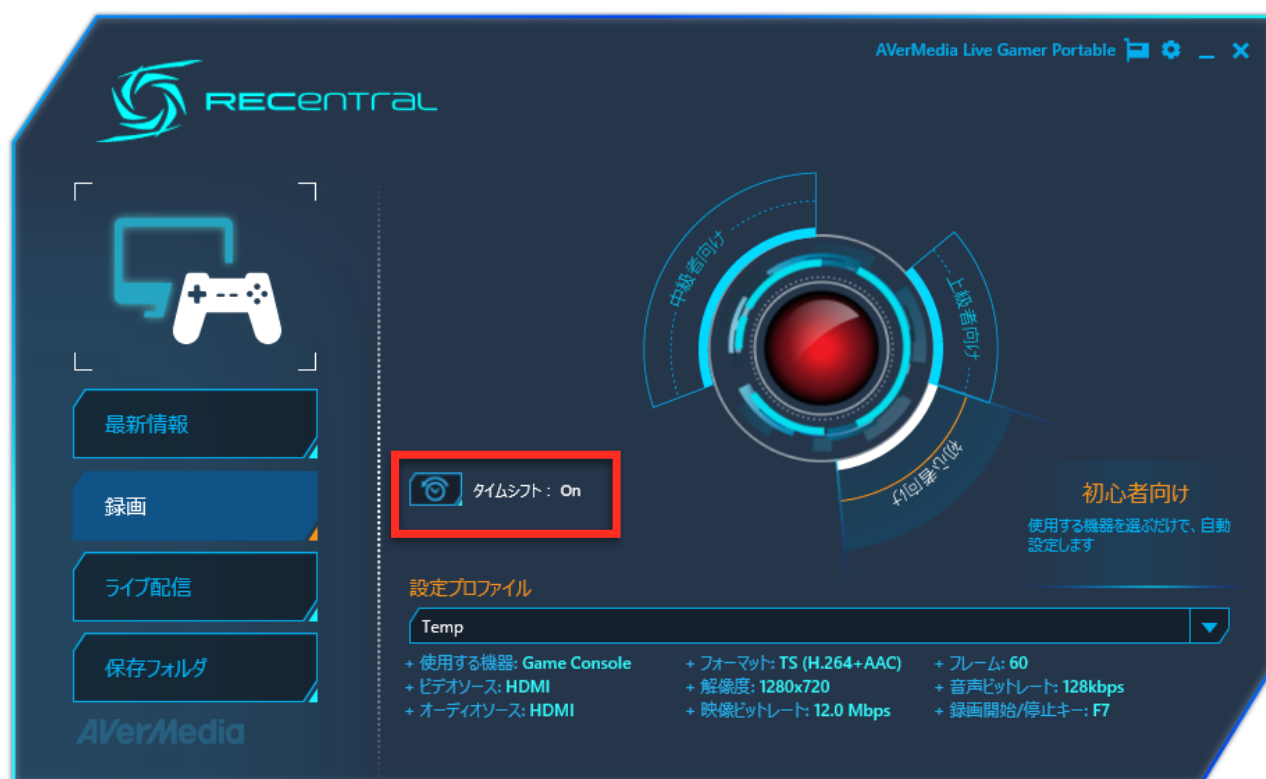 AVerMedia Live Gamer Portable
RECentral
中級者向け
上級者向け
初心者向け
最新情報
録画
ライブ配信
保存フォルダ
AVerMedia
タイムシフト： On
初心者向け
使用する機器を選ぶだけで、自動
設定します
設定プロファイル
Temp
+ 使用する機器: Game Console
+ フォーマット: TS (H.264+AAC)
+ フレーム: 60
+ ビデオソース: HDMI
+ 解像度: 1280x720
+ 音声ビットレート: 128kbps
+ オーディオソース: HDMI
+ 映像ビットレート: 12.0 Mbps
+ 録画開始/停止キー: F7